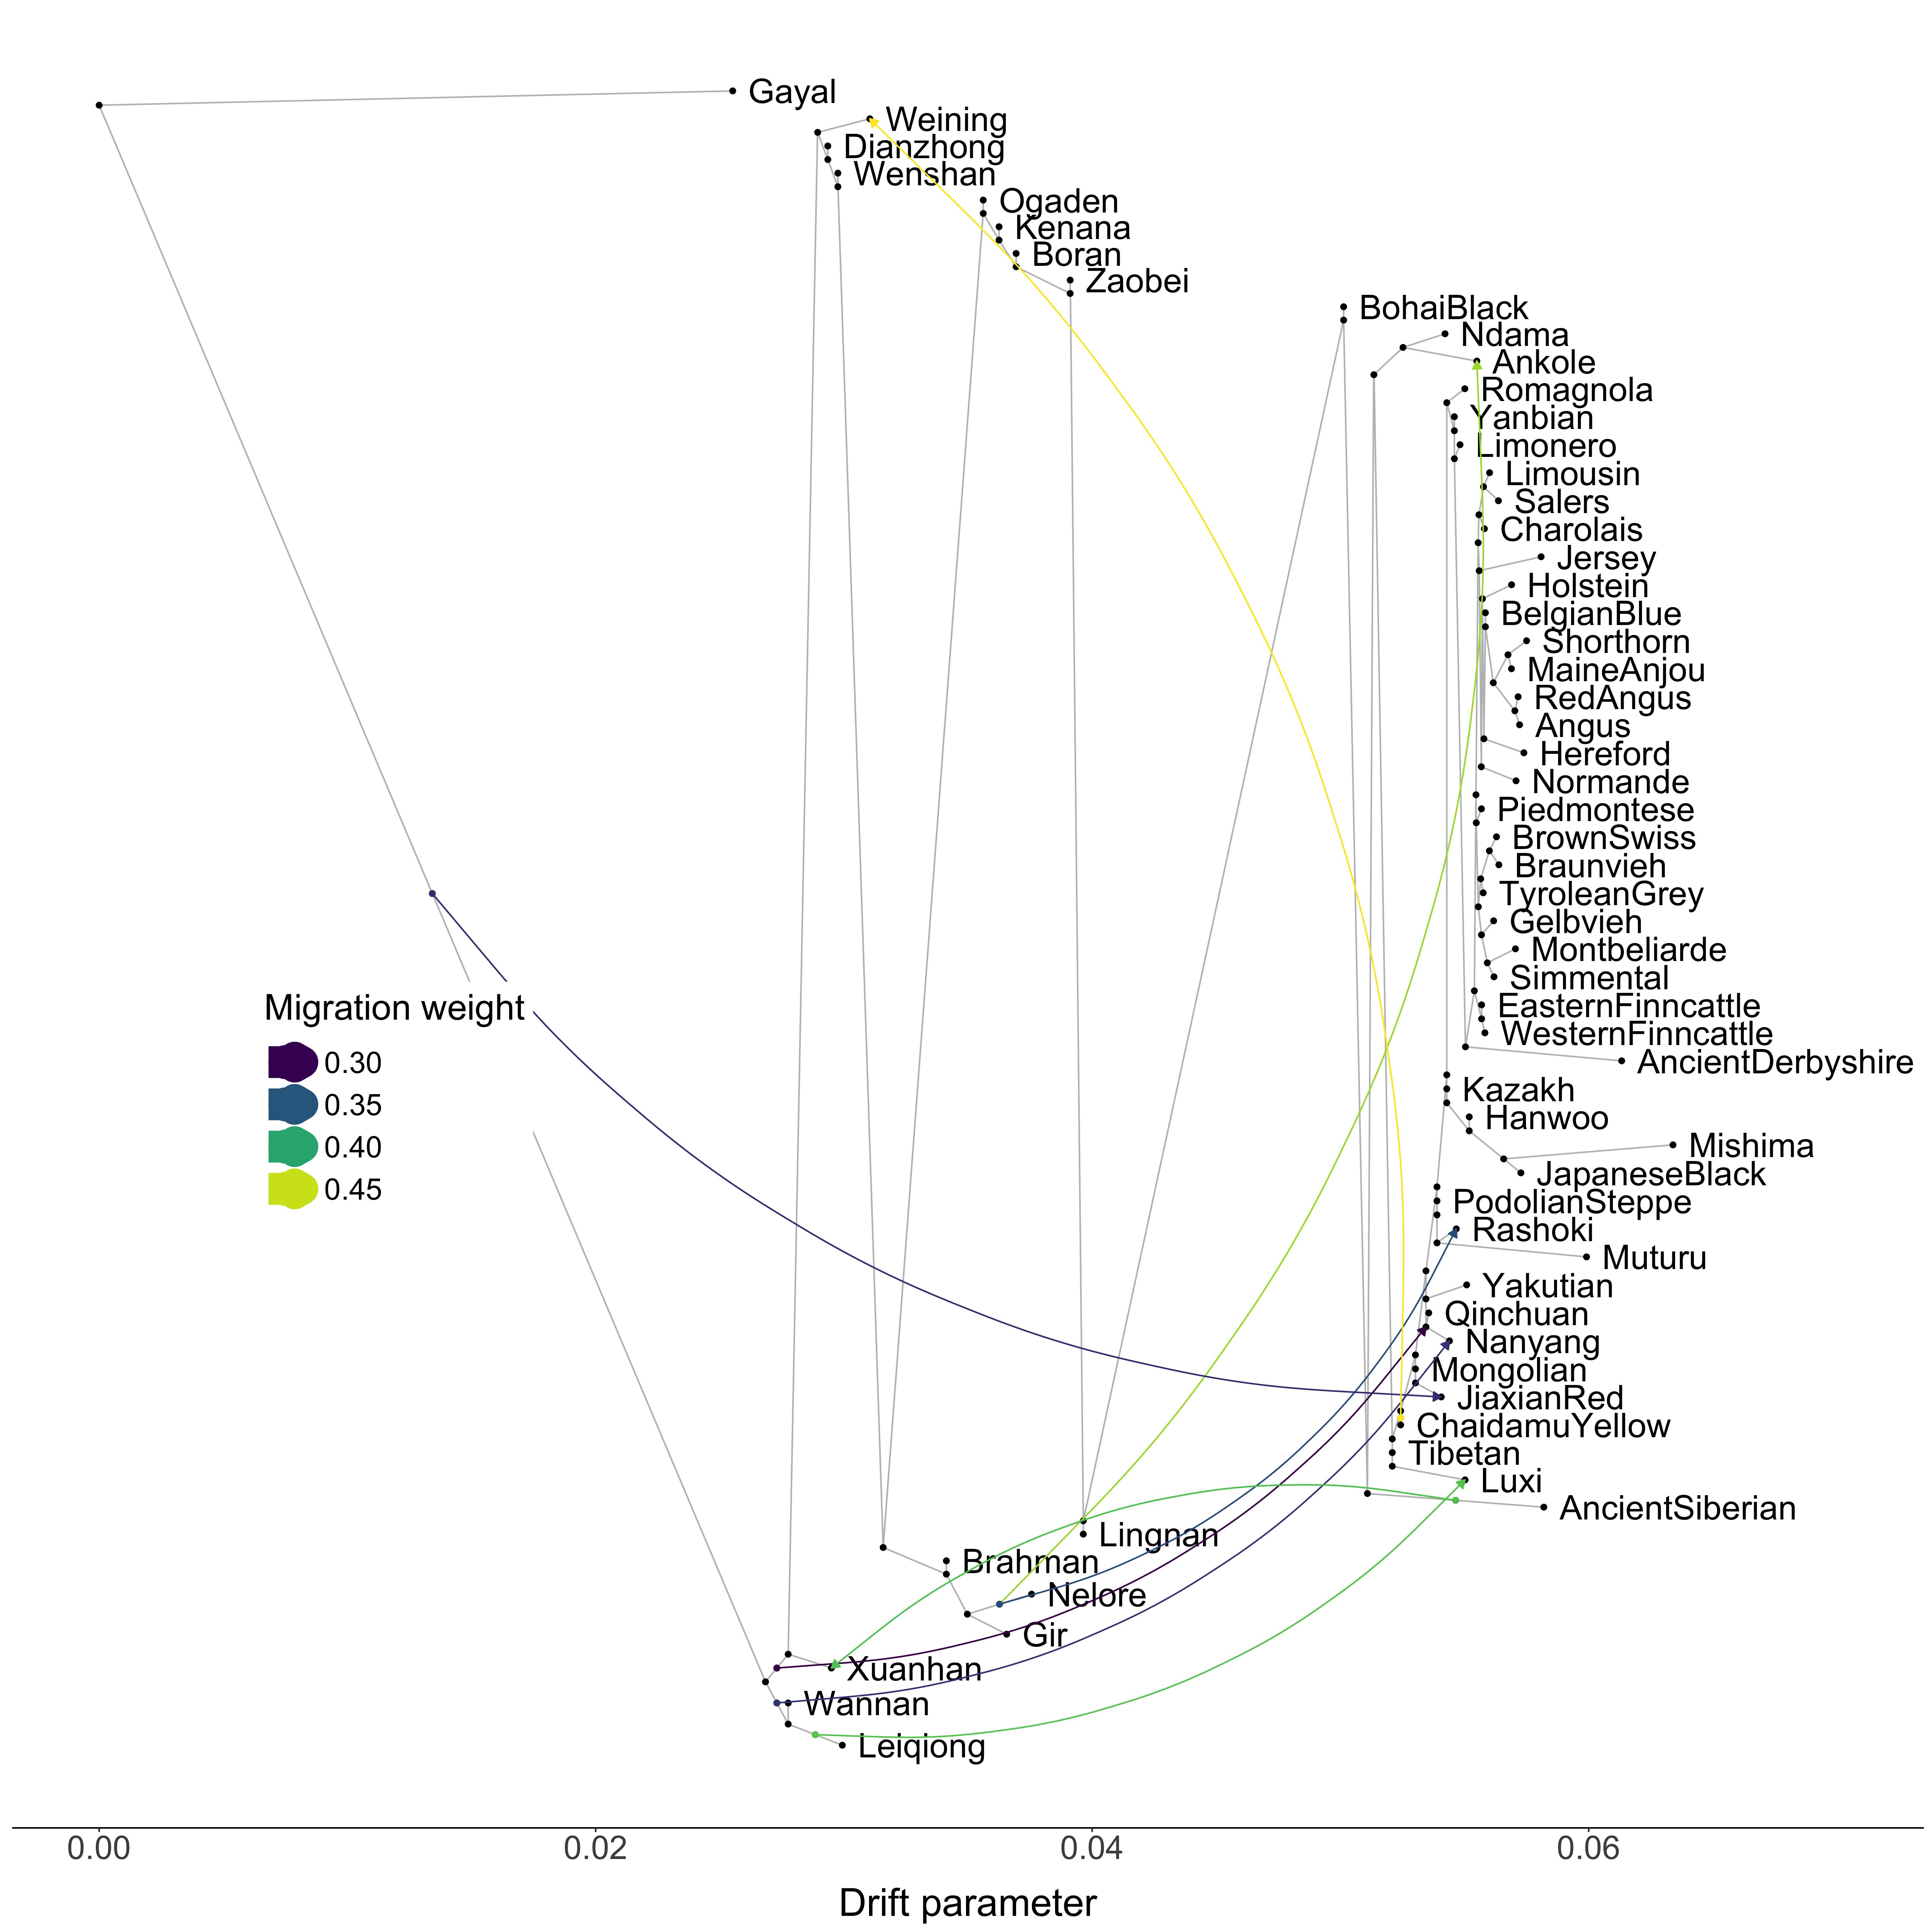 Gayal
Weining
Dianzhong
Wenshan
Ogaden
Kenana
Boran
Zaobei
BohaiBlack
Ndama
Ankole
Romagnola
Yanbian
Limonero
Limousin
Salers
Charolais
Jersey
Holstein
BelgianBlue
Shorthorn
MaineAnjou
RedAngus
Angus
Hereford
Normande
Piedmontese
BrownSwiss
Braunvieh
TyroleanGrey
Gelbvieh
Montbeliarde
Simmental
EasternFinncattle
WesternFinncattle
AncientDerbyshire
Kazakh
Hanwoo
Mishima
JapaneseBlack
PodolianSteppe
Rashoki
Muturu
Yakutian
Qinchuan
Nanyang
Mongolian
JiaxianRed
ChaidamuYellow
Tibetan
Luxi
AncientSiberian
Lingnan
Brahman
Nelore
Gir
Xuanhan
Wannan
Leiqiong
Migration weight
0.30
0.35
0.40
0.45
0.00 0.02 0.04 0.06
Drift parameter